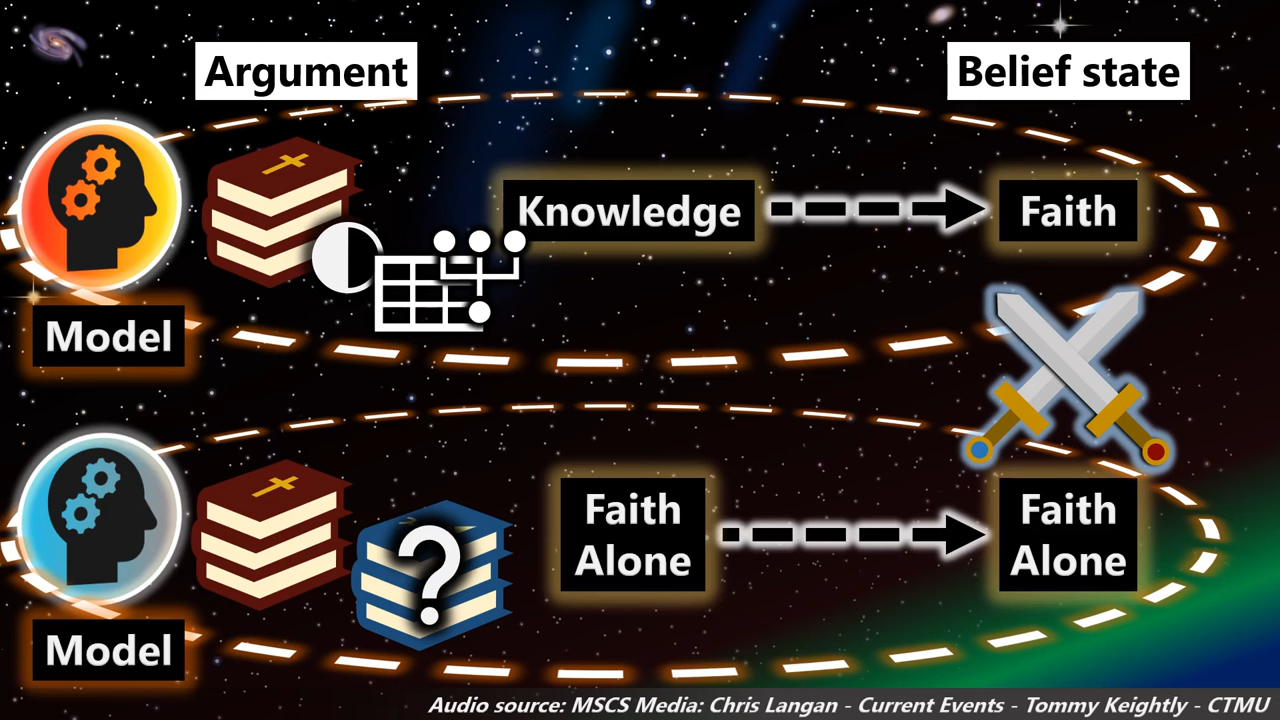 Argument
Belief state
Knowledge
Faith
Model
Faith
Alone
Faith
Alone
?
Model
Audio source: MSCS Media: Chris Langan - Current Events - Tommy Keightly - CTMU